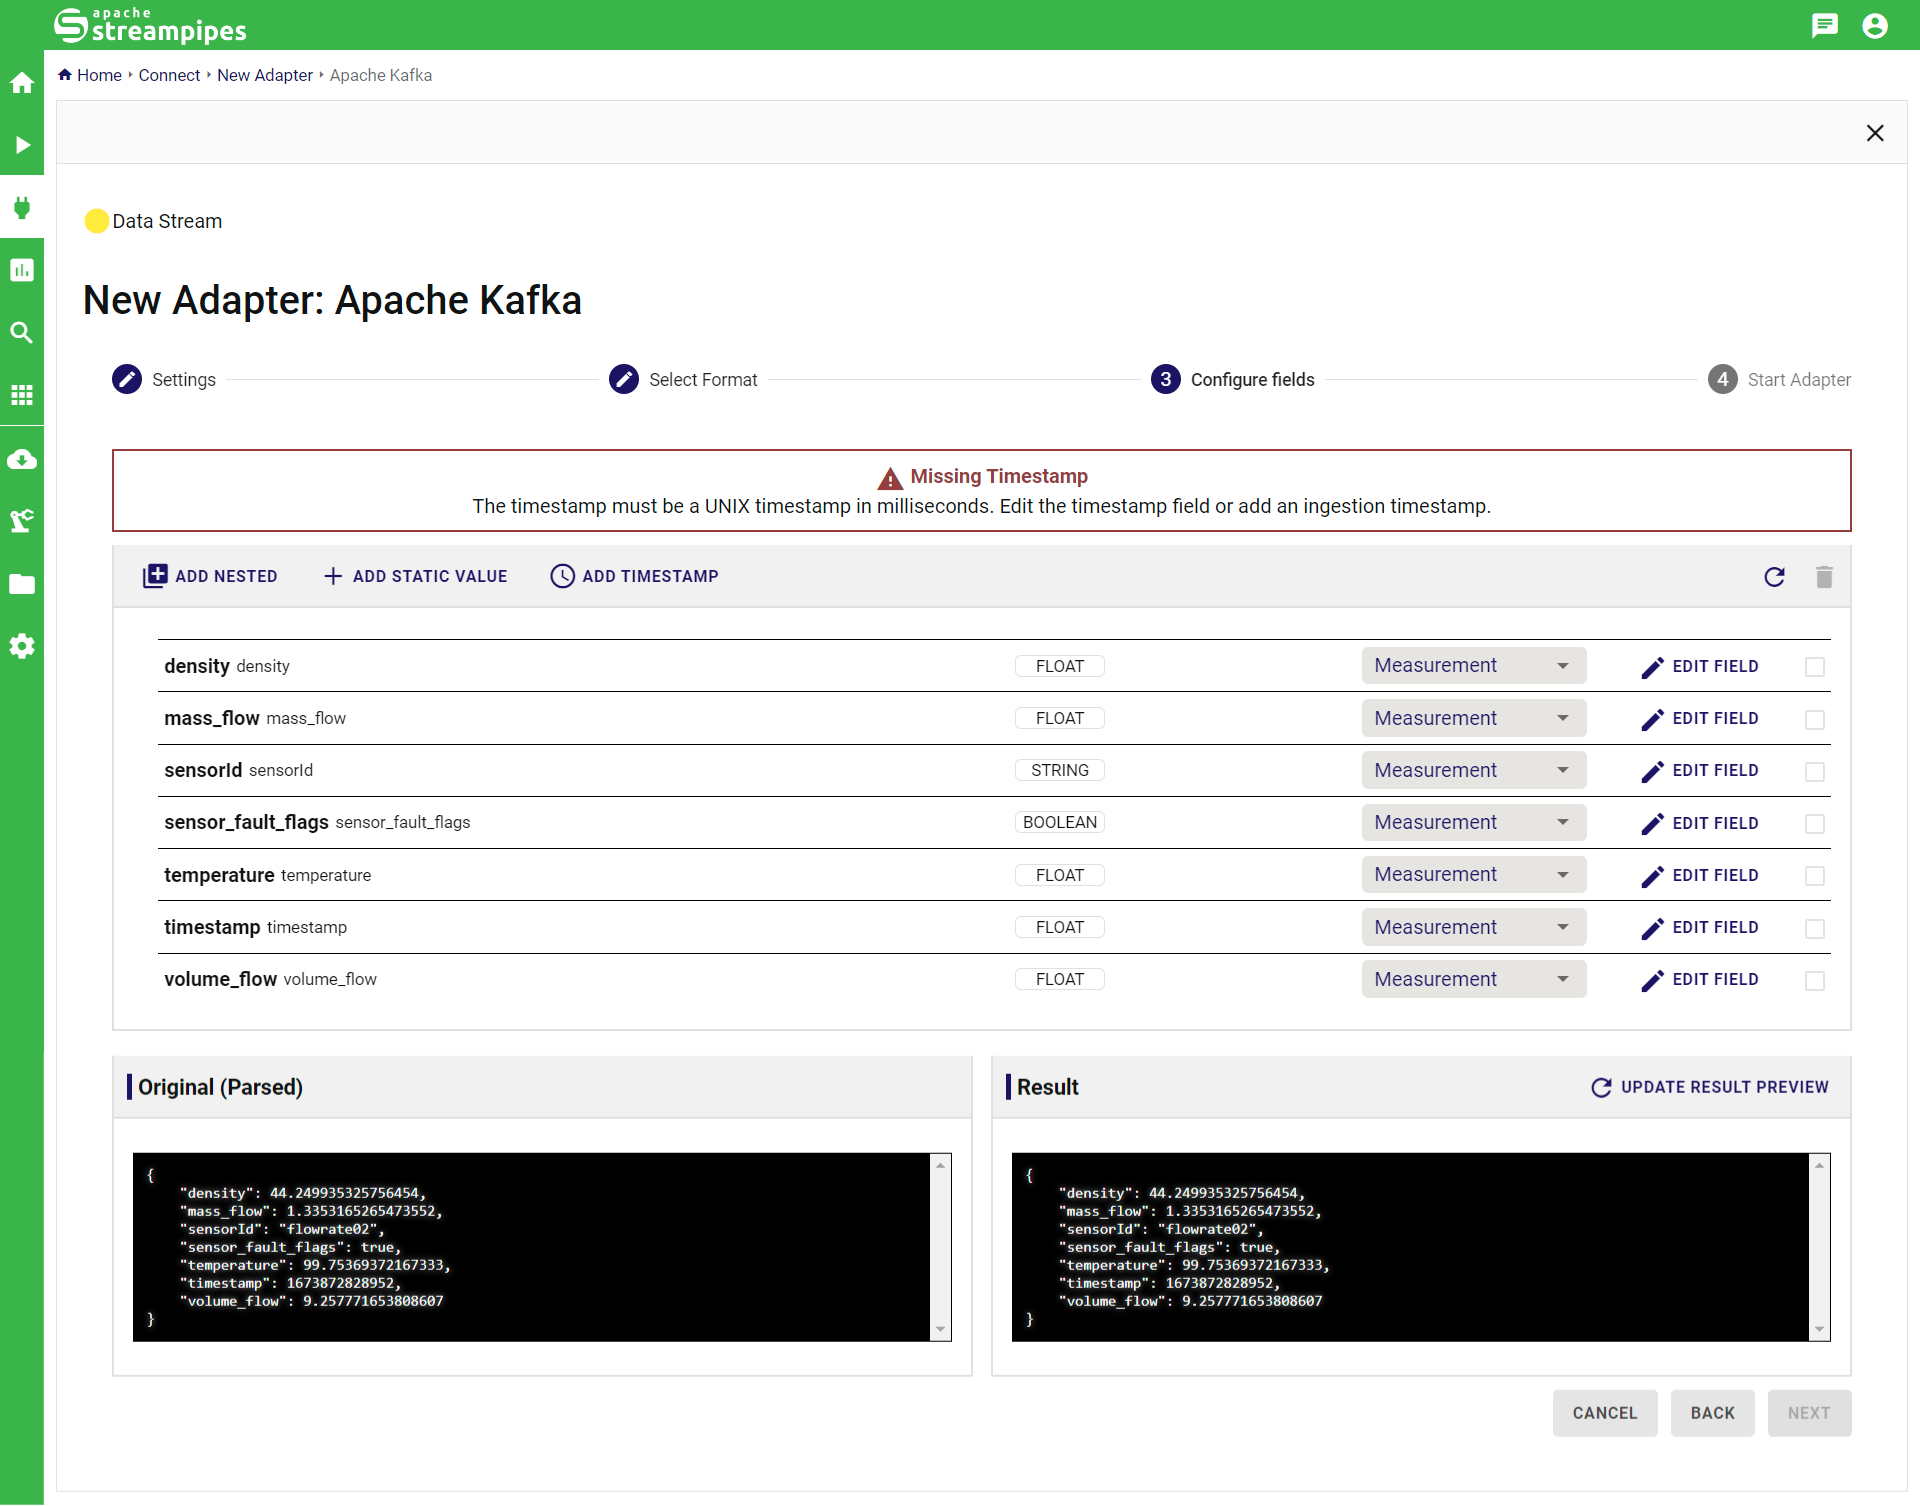 apache
streampipes
Home Connect New Adapter Apache Kafka
Data Stream
New Adapter: Apache Kafka
Settings Select Format 3 Configure fields 4 Start Adapter
Missing Timestamp
The timestamp must be a UNIX timestamp in milliseconds. Edit the timestamp field or add an ingestion timestamp.
ADD NESTED ADD STATIC VALUE ADD TIMESTAMP
density density FLOAT Measurement EDIT FIELD
mass_flow mass_flow FLOAT Measurement EDIT FIELD
sensorId sensorId STRING Measurement EDIT FIELD
sensor_fault_flags sensor_fault_flags BOOLEAN Measurement EDIT FIELD
temperature temperature FLOAT Measurement EDIT FIELD
timestamp timestamp FLOAT Measurement EDIT FIELD
volume_flow volume_flow FLOAT Measurement EDIT FIELD
Original (Parsed)
{
"density": 44.249935325756454,
"mass_flow": 1.3353165265473552,
"sensorId": "flowrate02",
"sensor_fault_flags": true,
"temperature": 99.75369372167333,
"timestamp": 1673872828952,
"volume_flow": 9.257771653808607
}
Result UPDATE RESULT PREVIEW
{
"density": 44.249935325756454,
"mass_flow": 1.3353165265473552,
"sensorId": "flowrate02",
"sensor_fault_flags": true,
"temperature": 99.75369372167333,
"timestamp": 1673872828952,
"volume_flow": 9.257771653808607
}
CANCEL BACK NEXT